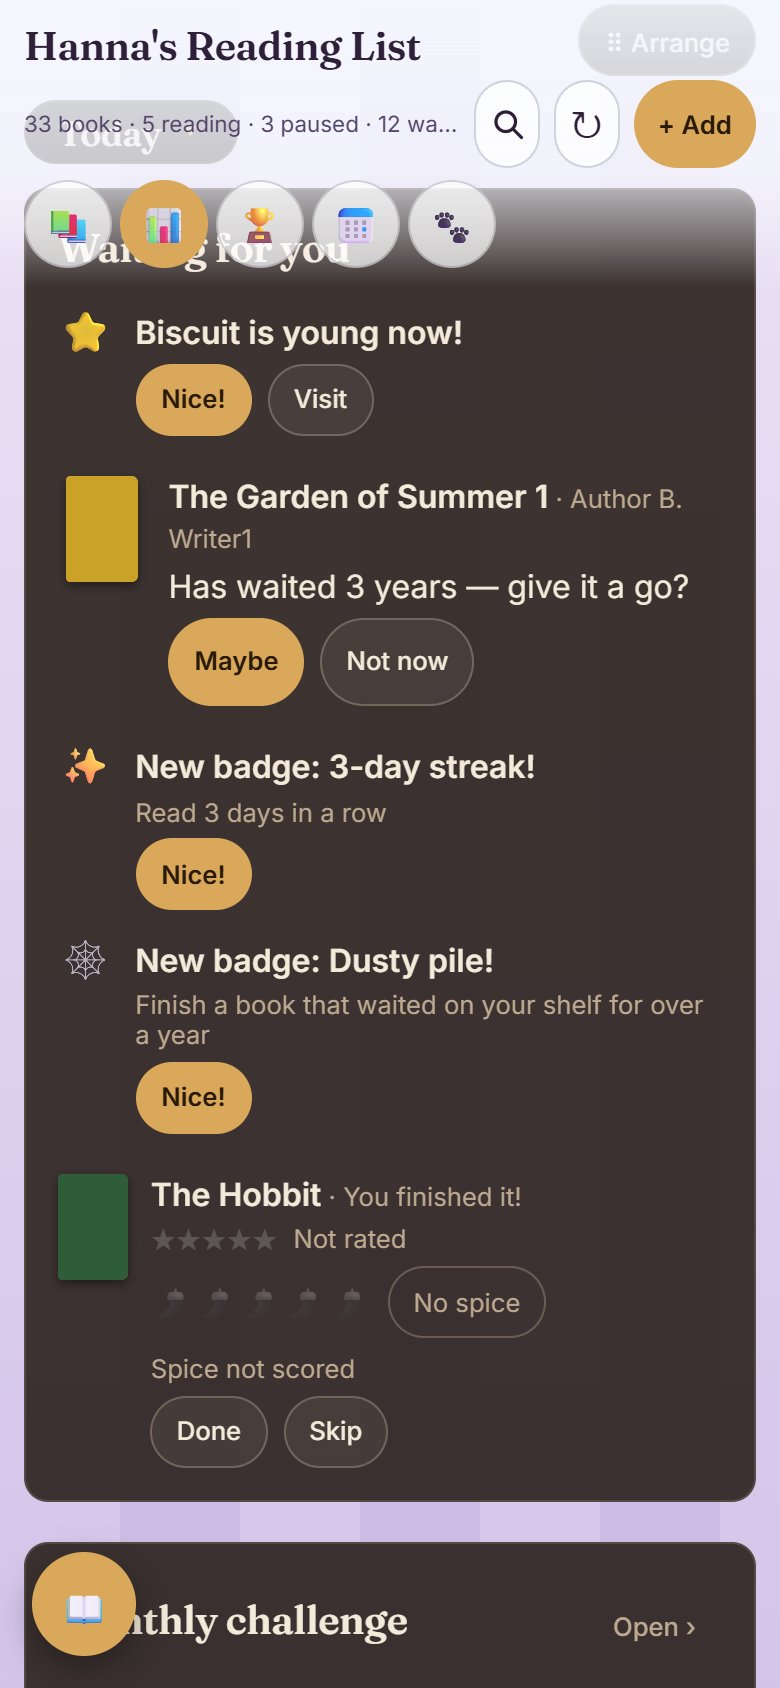 Hanna's Reading List
⠿ Arrange
33 books · 5 reading · 3 paused · 12 wa...
Today
+ Add
Waiting for you
Biscuit is young now!
Nice!
Visit
The Garden of Summer 1 · Author B.
Writer1
Has waited 3 years — give it a go?
Maybe
Not now
New badge: 3-day streak!
Read 3 days in a row
Nice!
New badge: Dusty pile!
Finish a book that waited on your shelf for over
a year
Nice!
The Hobbit · You finished it!
★★★★★ Not rated
No spice
Spice not scored
Done
Skip
nthly challenge
Open ›